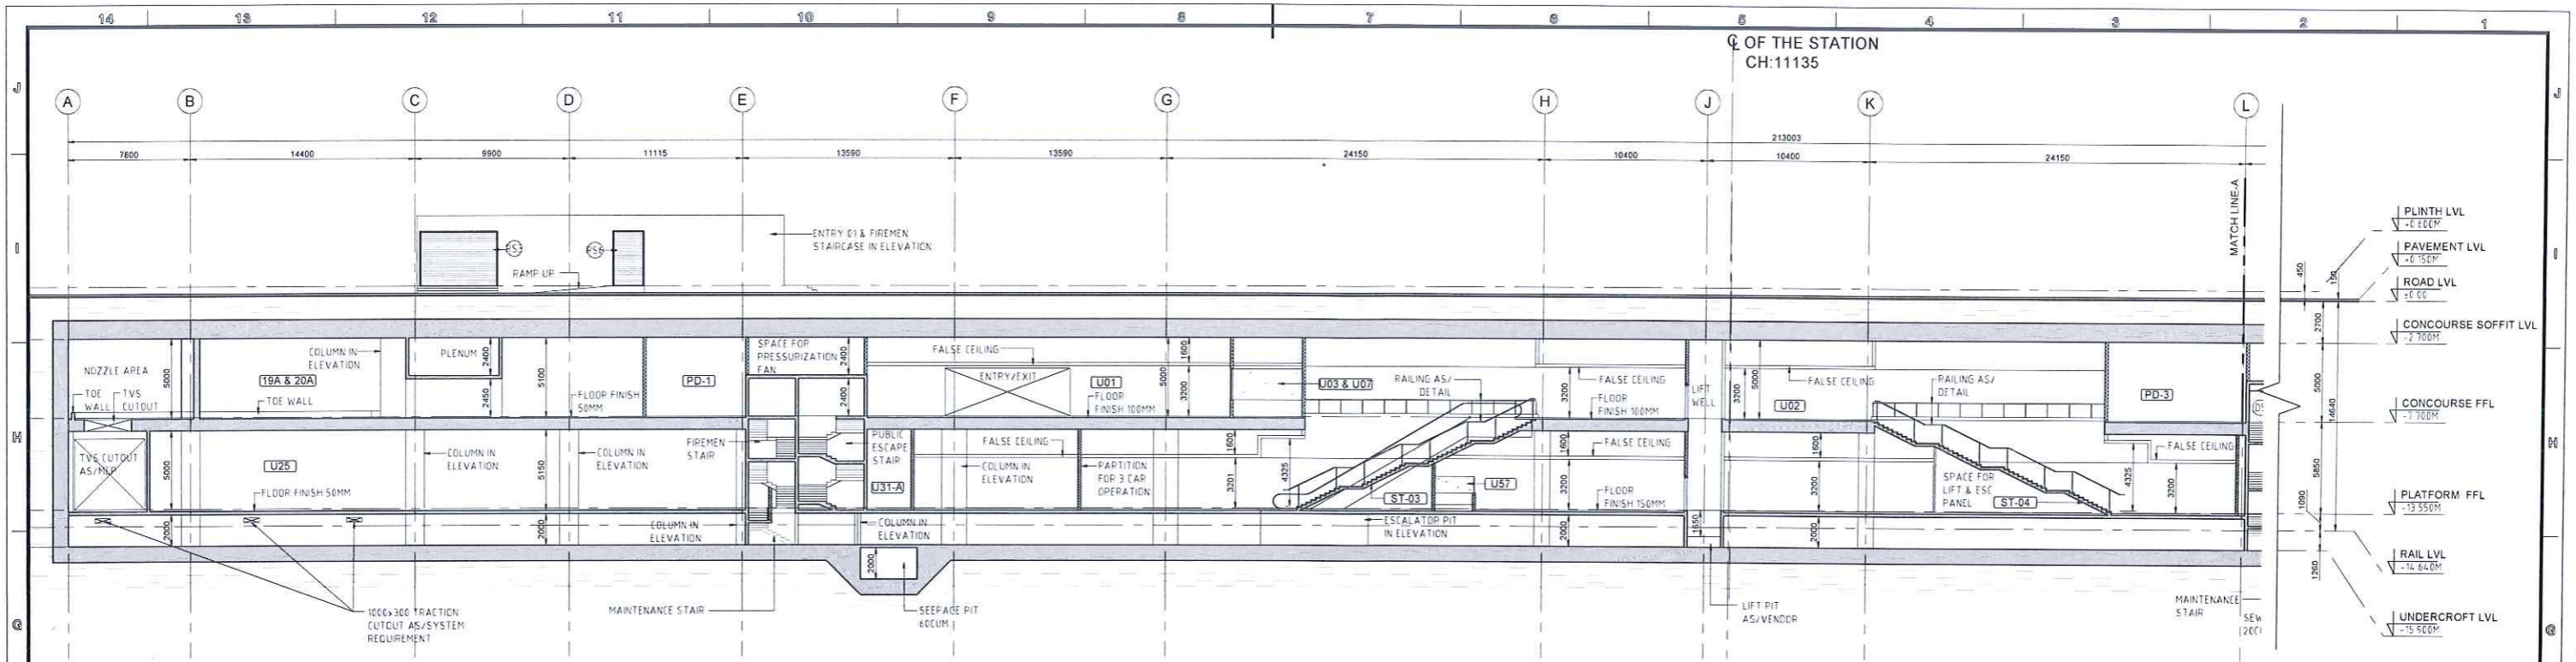 14 13 12 11 10 9 8 7 6 5 4 3 2 1
℄ OF THE STATION
CH:11135
J J
A B C D E F G H J K L
213003
7800 14400 9900 11115 13590 13590 24150 10400 10400 24150
MATCH LINE-A
PLINTH LVL
+0.600M
PAVEMENT LVL
+0.150M
ROAD LVL
±0.00
450 150
I I
ENTRY 01 & FIREMEN
STAIRCASE IN ELEVATION
RS3
RS6
RAMP UP
CONCOURSE SOFFIT LVL
-2.700M
2700
NOZZLE AREA
TOE
WALL
TVS
CUTOUT
5000
19A & 20A
TOE WALL
COLUMN IN
ELEVATION
PLENUM
2400
2450
5100
FLOOR FINISH
50MM
PD-1
SPACE FOR
PRESSURIZATION
FAN
2400
2400
FALSE CEILING
ENTRY/EXIT
U01
FLOOR
FINISH 100MM
5000
1600
3200
U03 & U07
RAILING AS/
DETAIL
3200
FALSE CEILING
FLOOR
FINISH 100MM
LIFT
WELL
3200
5000
FALSE CEILING
U02
RAILING AS/
DETAIL
PD-3
5000
14640
CONCOURSE FFL
-7.700M
H H
TVS CUTOUT
AS/MEP
5000
U25
FLOOR FINISH 50MM
COLUMN IN
ELEVATION
5150
COLUMN IN
ELEVATION
FIREMEN
STAIR
PUBLIC
ESCAPE
STAIR
U31-A
FALSE CEILING
COLUMN IN
ELEVATION
PARTITION
FOR 3 CAR
OPERATION
1600
3201
4325
ST-03
U57
1600
3200
FALSE CEILING
FLOOR
FINISH 150MM
1600
3200
SPACE FOR
LIFT & ESC
PANEL
ST-04
4325
3200
FALSE CEILING
5850
PLATFORM FFL
-13.550M
1090
2000
2000
COLUMN IN
ELEVATION
COLUMN IN
ELEVATION
ESCALATOR PIT
IN ELEVATION
2000
1650
2000
RAIL LVL
-14.640M
2000
1260
1000x300 TRACTION
CUTOUT AS/SYSTEM
REQUIREMENT
MAINTENANCE STAIR
SEEPAGE PIT
60CUM
LIFT PIT
AS/VENDOR
MAINTENANCE
STAIR
UNDERCROFT LVL
G G